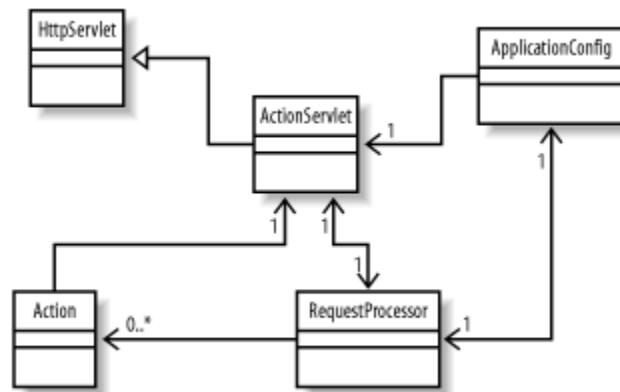 HttpServlet
ApplicationConfig
ActionServlet
1
1
1
1
1
Action
0..*
RequestProcessor
1